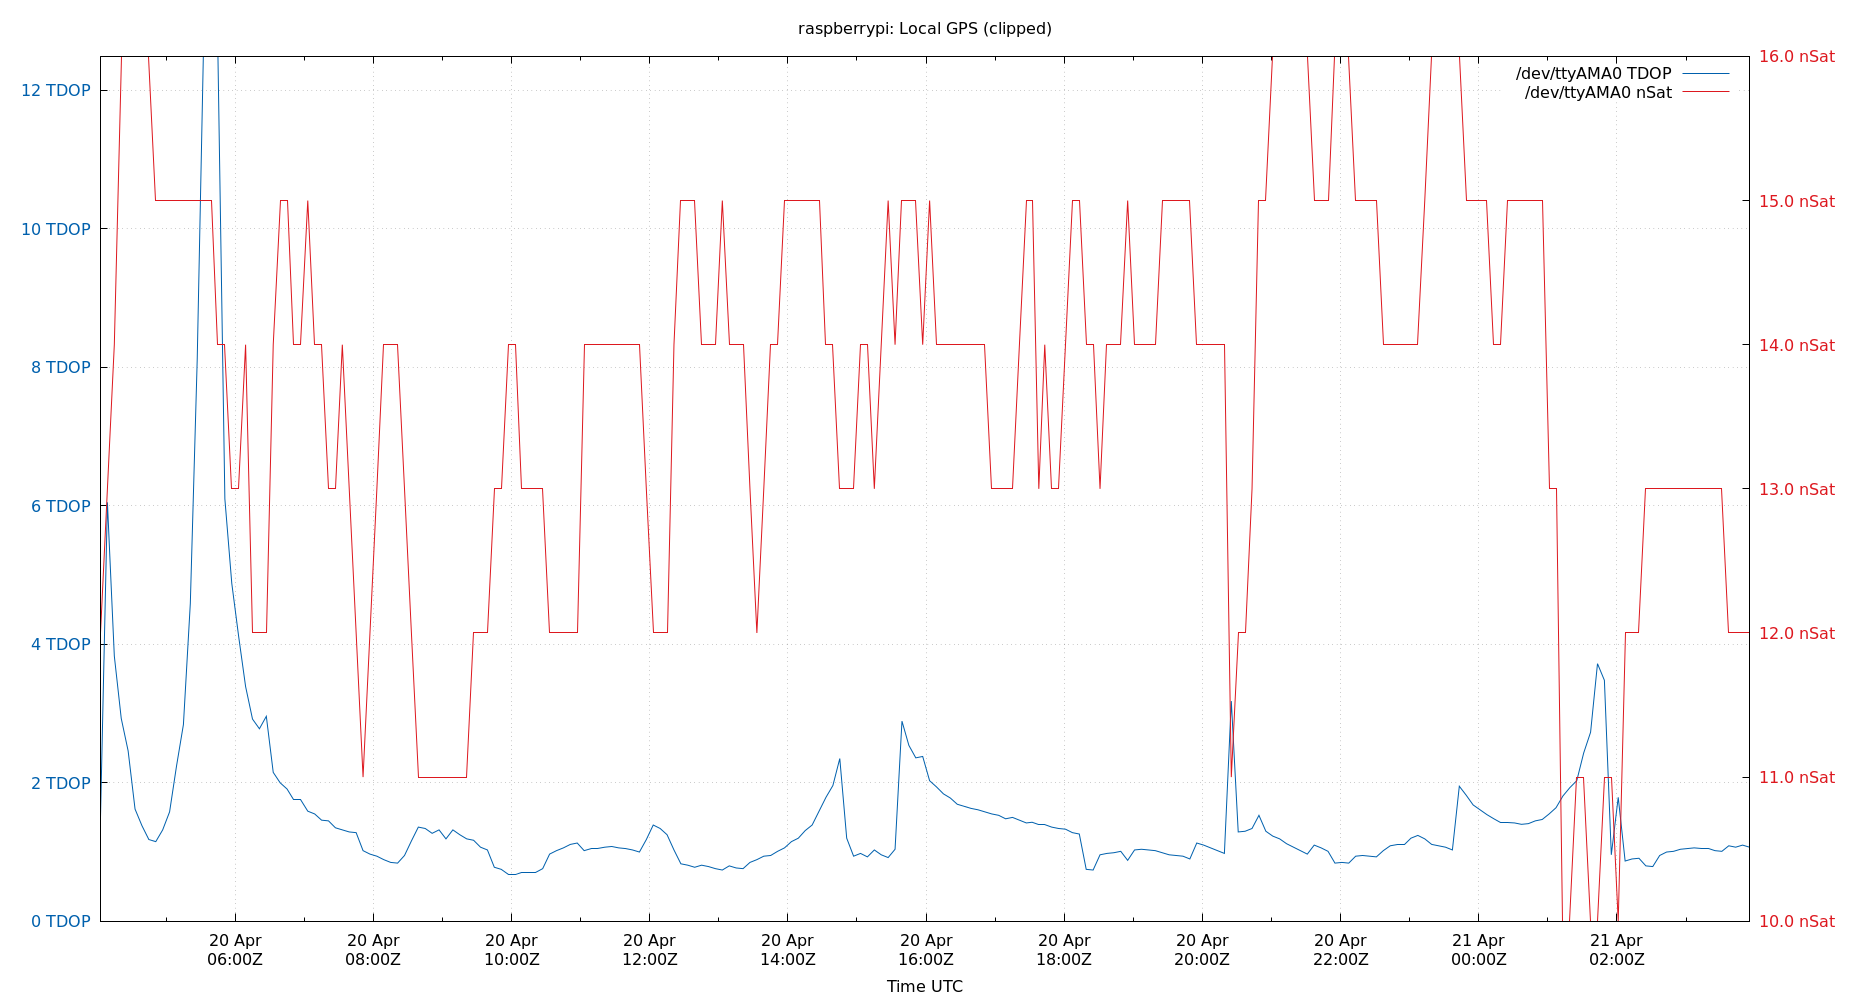 raspberrypi: Local GPS (clipped)
/dev/ttyAMA0 TDOP
/dev/ttyAMA0 nSat
12 TDOP
10 TDOP
8 TDOP
6 TDOP
4 TDOP
2 TDOP
0 TDOP
16.0 nSat
15.0 nSat
14.0 nSat
13.0 nSat
12.0 nSat
11.0 nSat
10.0 nSat
20 Apr
06:00Z
20 Apr
08:00Z
20 Apr
10:00Z
20 Apr
12:00Z
20 Apr
14:00Z
20 Apr
16:00Z
20 Apr
18:00Z
20 Apr
20:00Z
20 Apr
22:00Z
21 Apr
00:00Z
21 Apr
02:00Z
Time UTC